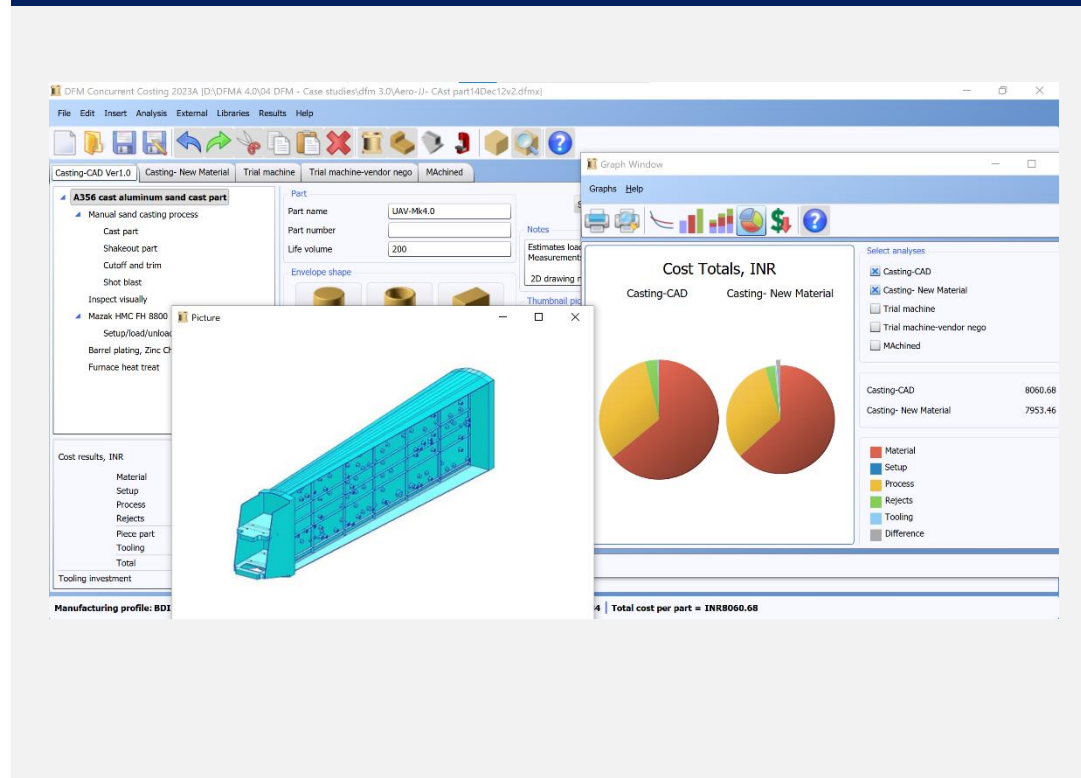 DFM Concurrent Costing 2023A [D:\DFMA 4.0\04 DFM - Case studies\dfm 3.0\Aero-JJ- CAst part14Dec12v2.dfmx]
File Edit Insert Analysis External Libraries Results Help
Casting-CAD Ver1.0 Casting- New Material Trial machine Trial machine-vendor nego MAchined
A356 cast aluminum sand cast part
Manual sand casting process
Cast part
Shakeout part
Cutoff and trim
Shot blast
Inspect visually
Mazak HMC FH 8800
Setup/load/unload
Barrel plating, Zinc
Furnace heat treat
Part
Part name UAV-Mk4.0
Part number
Life volume 200
Envelope shape
Notes
Estimates
Measurement
2D drawing
Thumbnail
Cost results, INR
Material
Setup
Process
Rejects
Piece part
Tooling
Total
Tooling investment
Manufacturing profile: BDI
Total cost per part = INR8060.68
Picture
Graph Window
Graphs Help
Cost Totals, INR
Casting-CAD Casting- New Material
Select analyses
Casting-CAD
Casting- New Material
Trial machine
Trial machine-vendor nego
MAchined
Casting-CAD 8060.68
Casting- New Material 7953.46
Material
Setup
Process
Rejects
Tooling
Difference